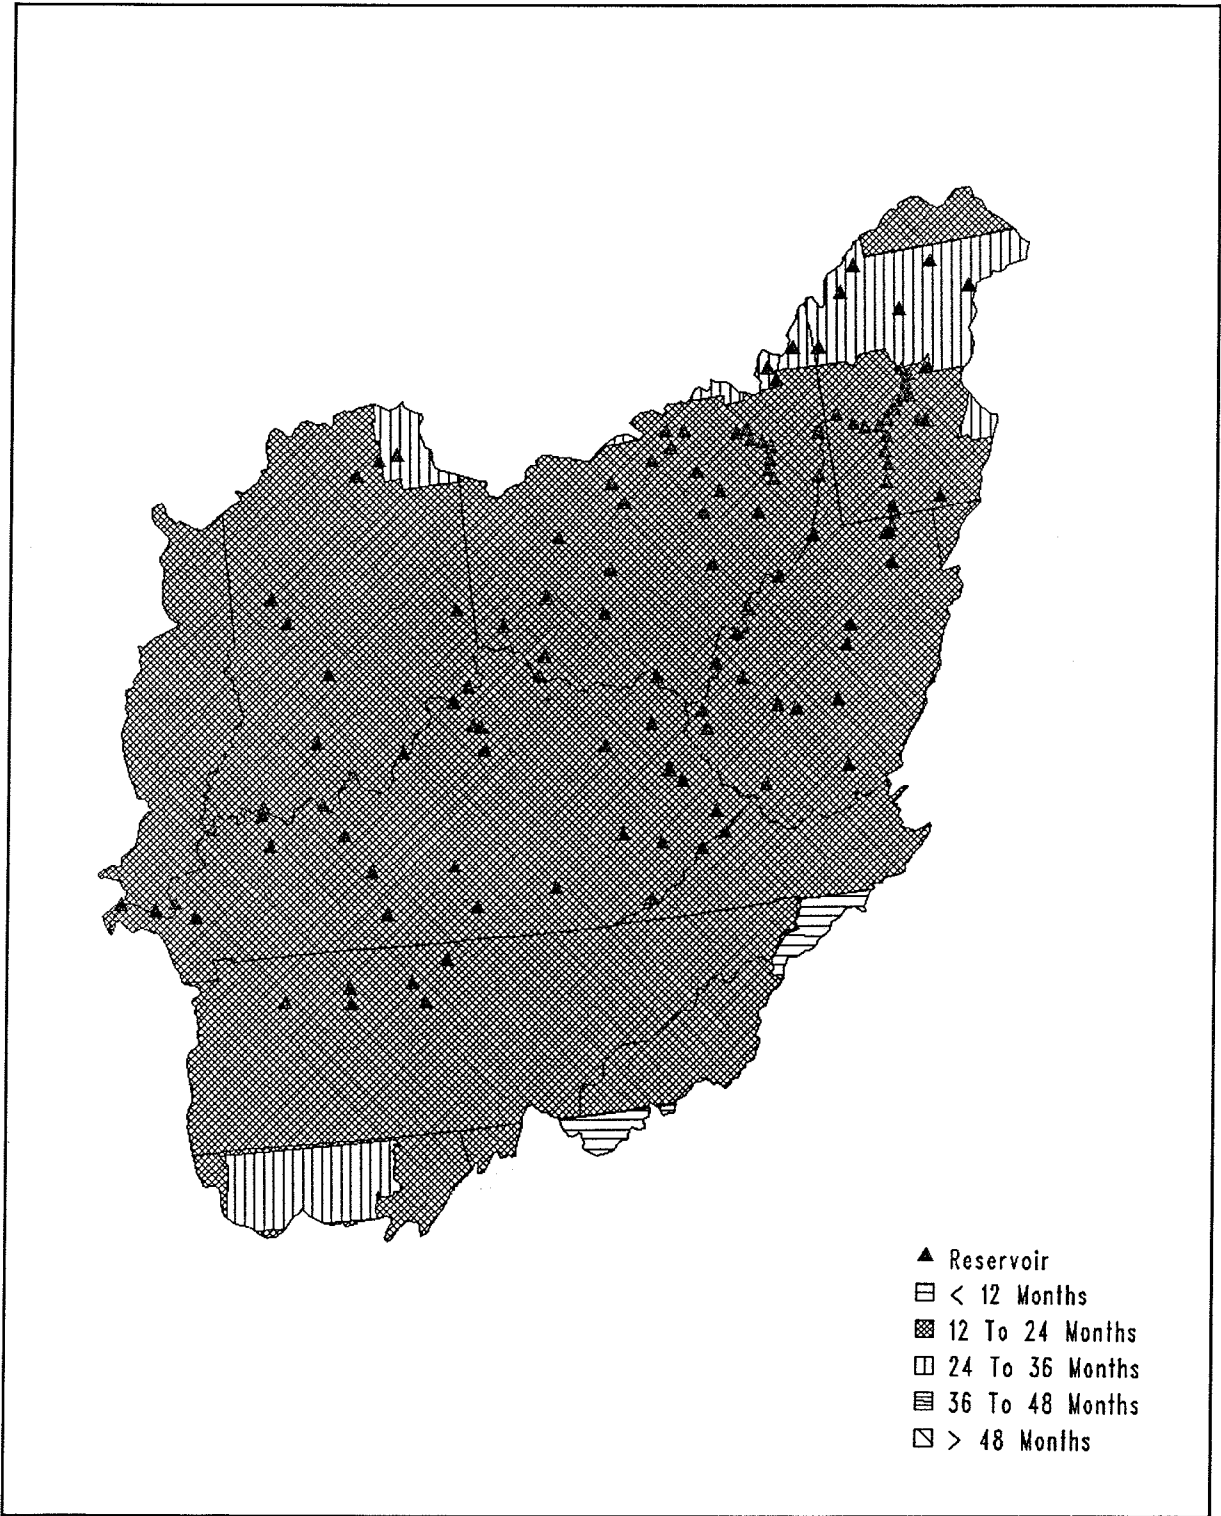 Reservoir
< 12 Months
12 To 24 Months
24 To 36 Months
36 To 48 Months
> 48 Months